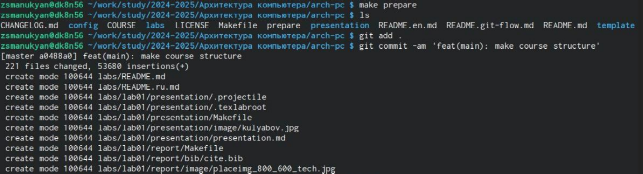 zsmanukyan@dk8n56 ~/work/study/2024-2025/Архитектура компьютера/arch-pc $ make prepare
zsmanukyan@dk8n56 ~/work/study/2024-2025/Архитектура компьютера/arch-pc $ ls
CHANGELOG.md config COURSE labs LICENSE Makefile prepare presentation README.en.md README.git-flow.md README.md template
zsmanukyan@dk8n56 ~/work/study/2024-2025/Архитектура компьютера/arch-pc $ git add .
zsmanukyan@dk8n56 ~/work/study/2024-2025/Архитектура компьютера/arch-pc $ git commit -am 'feat(main): make course structure'
[master a0488a0] feat(main): make course structure
221 files changed, 53680 insertions(+)
create mode 100644 labs/README.md
create mode 100644 labs/README.ru.md
create mode 100644 labs/lab01/presentation/.projectile
create mode 100644 labs/lab01/presentation/.texlabroot
create mode 100644 labs/lab01/presentation/Makefile
create mode 100644 labs/lab01/presentation/image/kulyabov.jpg
create mode 100644 labs/lab01/presentation/presentation.md
create mode 100644 labs/lab01/report/Makefile
create mode 100644 labs/lab01/report/bib/cite.bib
create mode 100644 labs/lab01/report/image/placeimg_800_600_tech.jpg